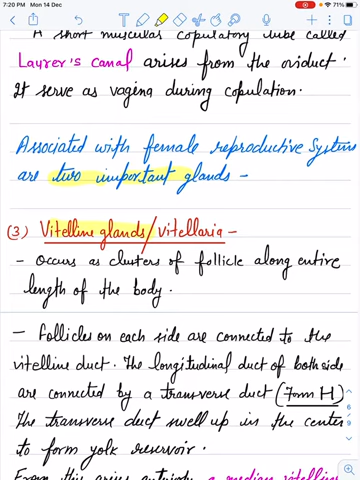 7:20 PM Mon 14 Dec
71%
A short muscular copulatory tube called
Laurer's canal arises from the oviduct.
It serve as vagina during copulation.
Associated with female reproductive System
are two important glands -
(3) Vitelline glands/vitellaria -
- Occurs as clusters of follicle along entire
length of the body.
- Follicles on each side are connected to the
vitelline duct. The longitudinal duct of both side
are connected by a transverse duct (Form H)
The transverse duct swell up in the center
to form yolk reservoir.
From this arises a median vitelline